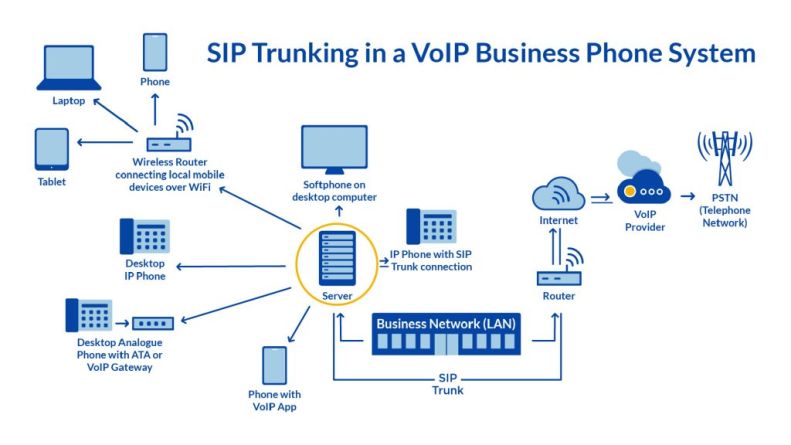 SIP Trunking in a VoIP Business Phone System
Phone
Laptop
Tablet
Wireless Router
connecting local mobile
devices over WiFi
Softphone on
desktop computer
Internet
VoIP
Provider
PSTN
(Telephone
Network)
Desktop
IP Phone
IP Phone with SIP
Trunk connection
Server
Router
Business Network (LAN)
Desktop Analogue
Phone with ATA or
VoIP Gateway
Phone with
VoIP App
SIP
Trunk